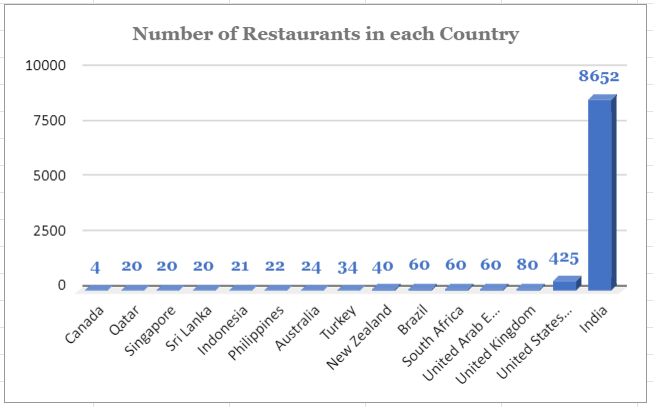 Number of Restaurants in each Country
10000
7500
5000
2500
0
4
20
20
20
21
22
24
34
40
60
60
60
80
425
8652
Canada
Qatar
Singapore
Sri Lanka
Indonesia
Philippines
Australia
Turkey
New Zealand
Brazil
South Africa
United Arab E...
United Kingdom
United States...
India